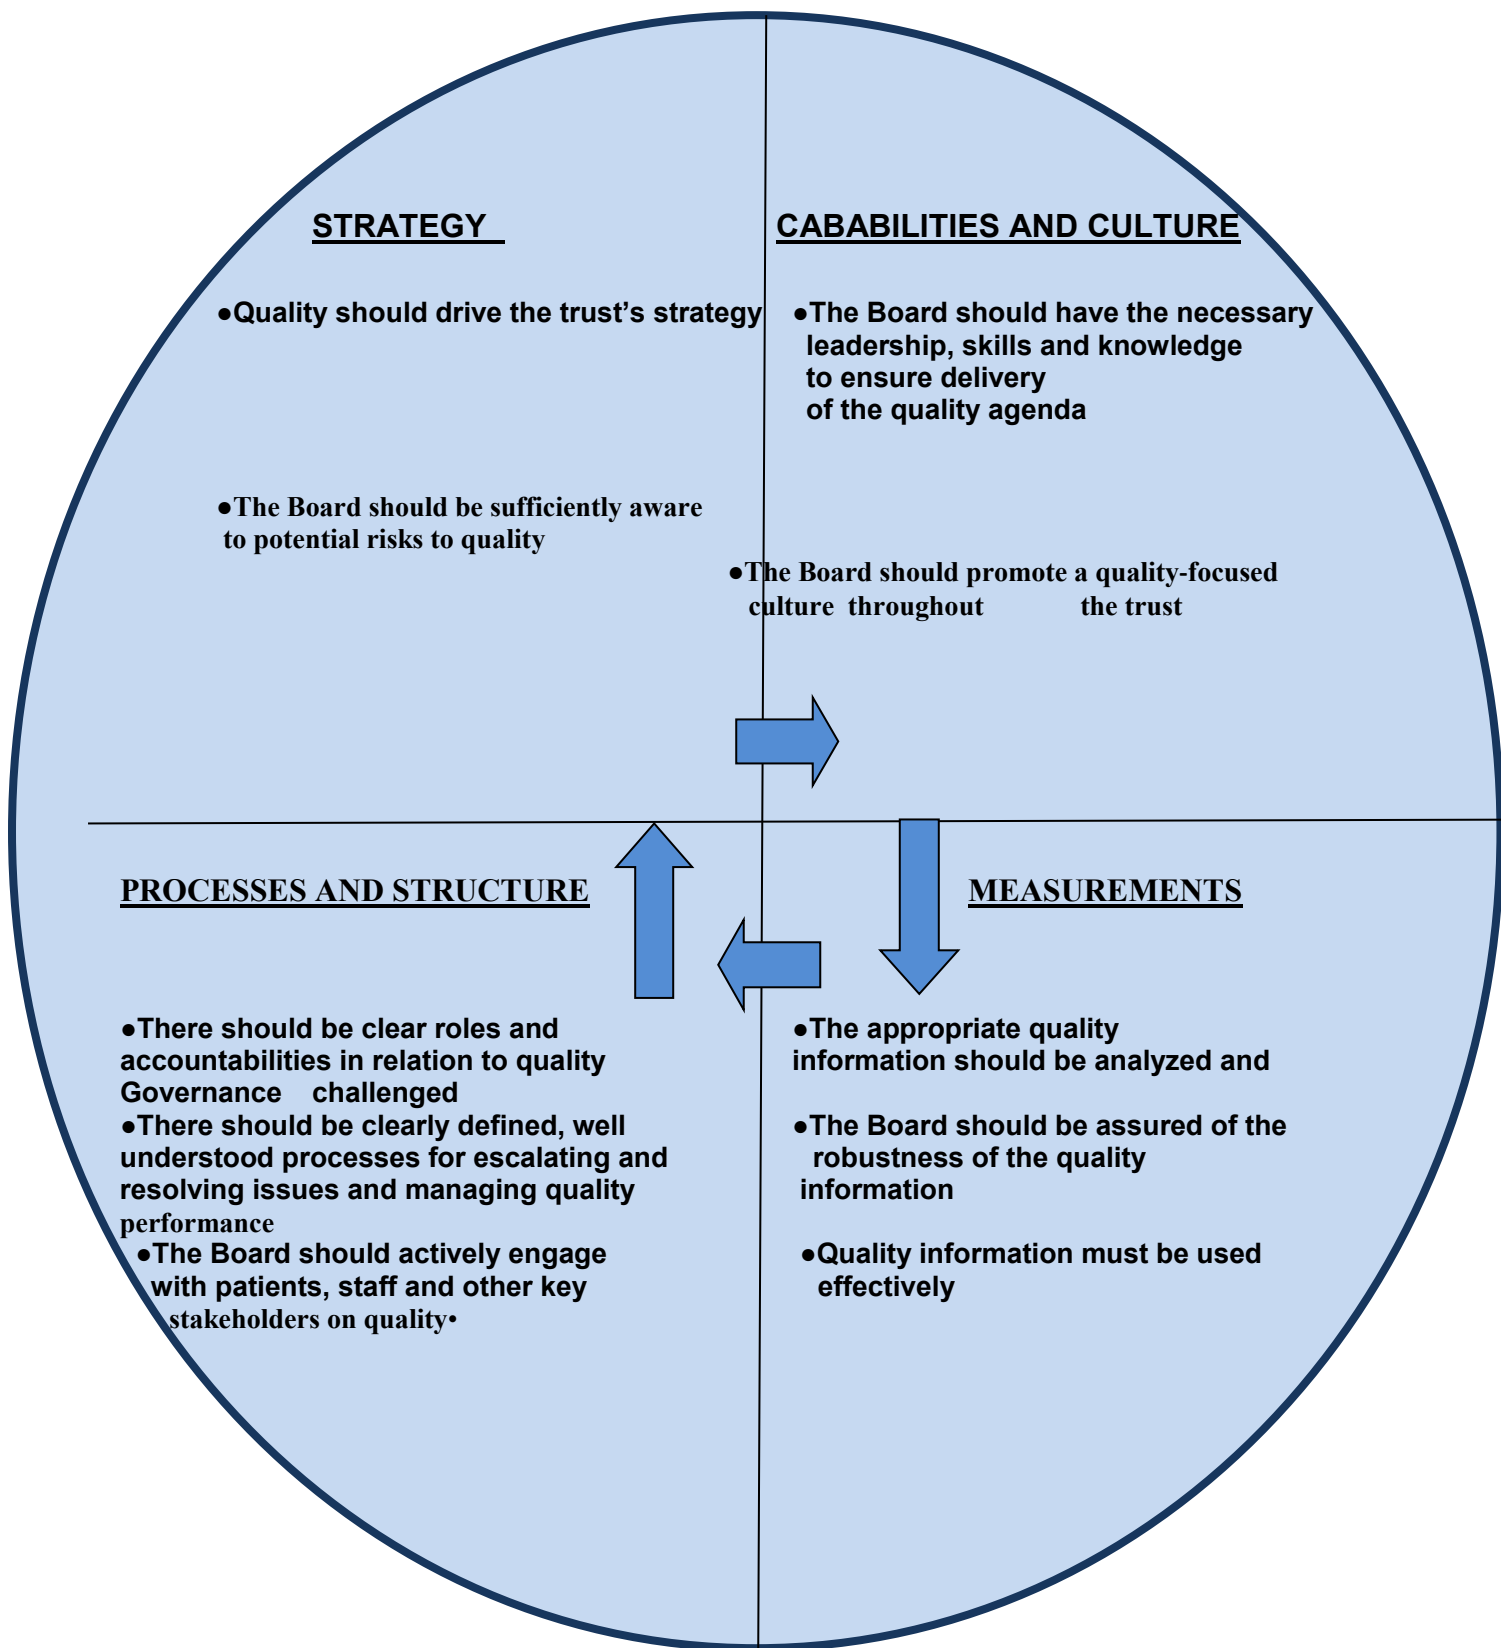 STRATEGY
●Quality should drive the trust’s strategy
●The Board should be sufficiently aware
to potential risks to quality
CABABILITIES AND CULTURE
●The Board should have the necessary
leadership, skills and knowledge
to ensure delivery
of the quality agenda
●The Board should promote a quality-focused
culture throughout the trust
PROCESSES AND STRUCTURE
●There should be clear roles and
accountabilities in relation to quality
Governance challenged
●There should be clearly defined, well
understood processes for escalating and
resolving issues and managing quality
performance
●The Board should actively engage
with patients, staff and other key
stakeholders on quality•
MEASUREMENTS
●The appropriate quality
information should be analyzed and
●The Board should be assured of the
robustness of the quality
information
●Quality information must be used
effectively